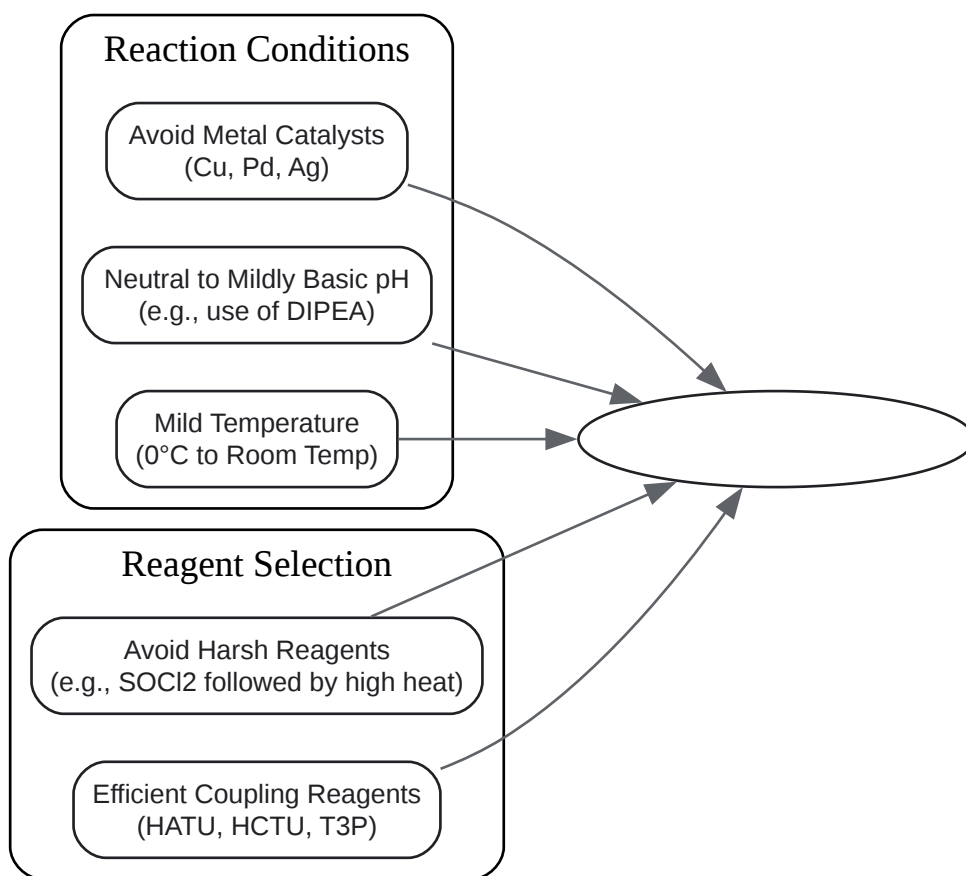 Reaction Conditions
Avoid Metal Catalysts
(Cu, Pd, Ag)
Neutral to Mildly Basic pH
(e.g., use of DIPEA)
Mild Temperature
(0°C to Room Temp)
Reagent Selection
Avoid Harsh Reagents
(e.g., SOCl2 followed by high heat)
Efficient Coupling Reagents
(HATU, HCTU, T3P)